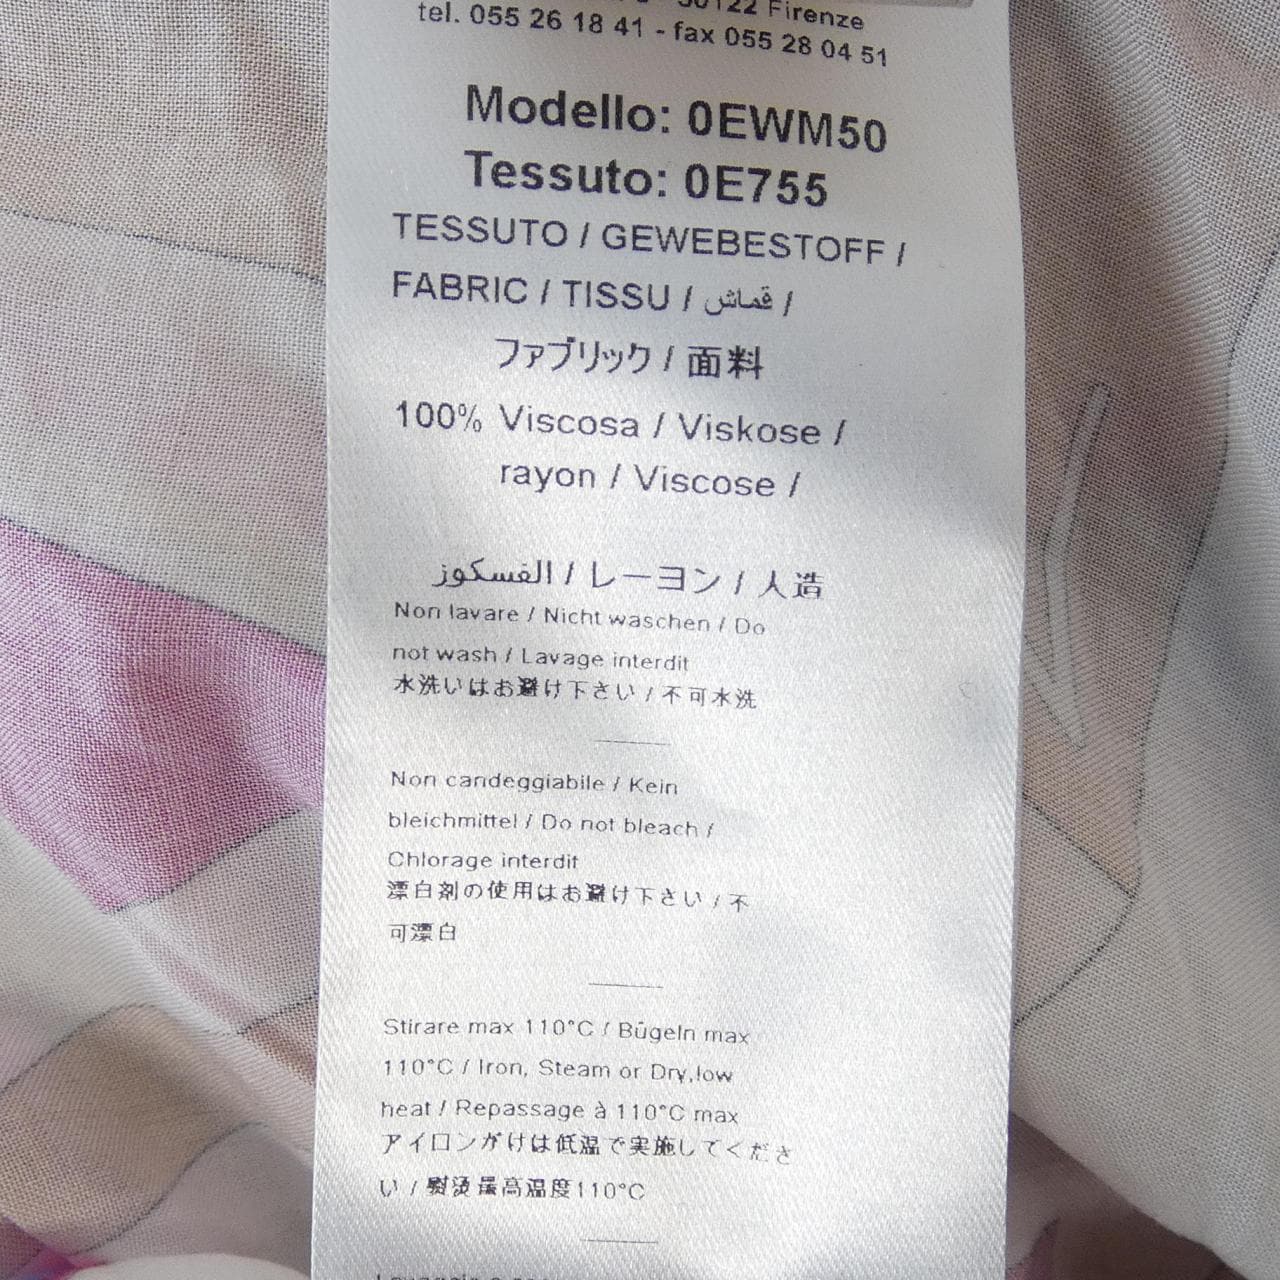 50122 Firenze
tel. 055 26 18 41 - fax 055 28 04 51
Modello: 0EWM50
Tessuto: 0E755
TESSUTO / GEWEBESTOFF /
FABRIC / TISSU / قماش /
ファブリック / 面料
100% Viscosa / Viskose /
rayon / Viscose /
الفسكوز / レーヨン / 人造
Non lavare / Nicht waschen / Do
not wash / Lavage interdit
水洗いはお避け下さい / 不可水洗
Non candeggiabile / Kein
bleichmittel / Do not bleach /
Chlorage interdit
漂白剤の使用はお避け下さい / 不
可漂白
Stirare max 110°C / Bügeln max
110°C / Iron, Steam or Dry,low
heat / Repassage à 110°C max
アイロンがけは低温で実施してくださ
い / 熨烫最高温度110°C